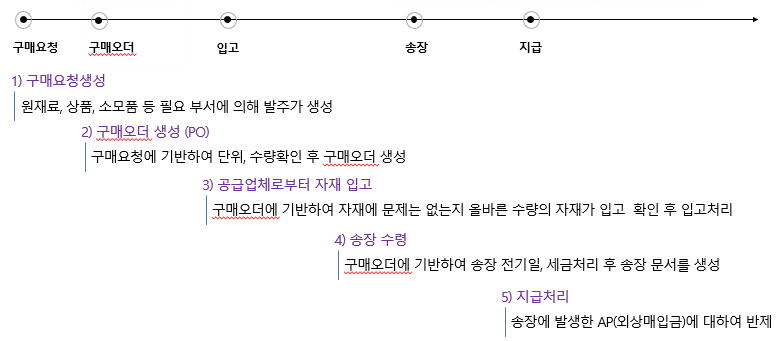 구매요청 구매오더 입고 송장 지급
1) 구매요청생성
원재료, 상품, 소모품 등 필요 부서에 의해 발주가 생성
2) 구매오더 생성 (PO)
구매요청에 기반하여 단위, 수량확인 후 구매오더 생성
3) 공급업체로부터 자재 입고
구매오더에 기반하여 자재에 문제는 없는지 올바른 수량의 자재가 입고 확인 후 입고처리
4) 송장 수령
구매오더에 기반하여 송장 전기일, 세금처리 후 송장 문서를 생성
5) 지급처리
송장에 발생한 AP(외상매입금)에 대하여 반제